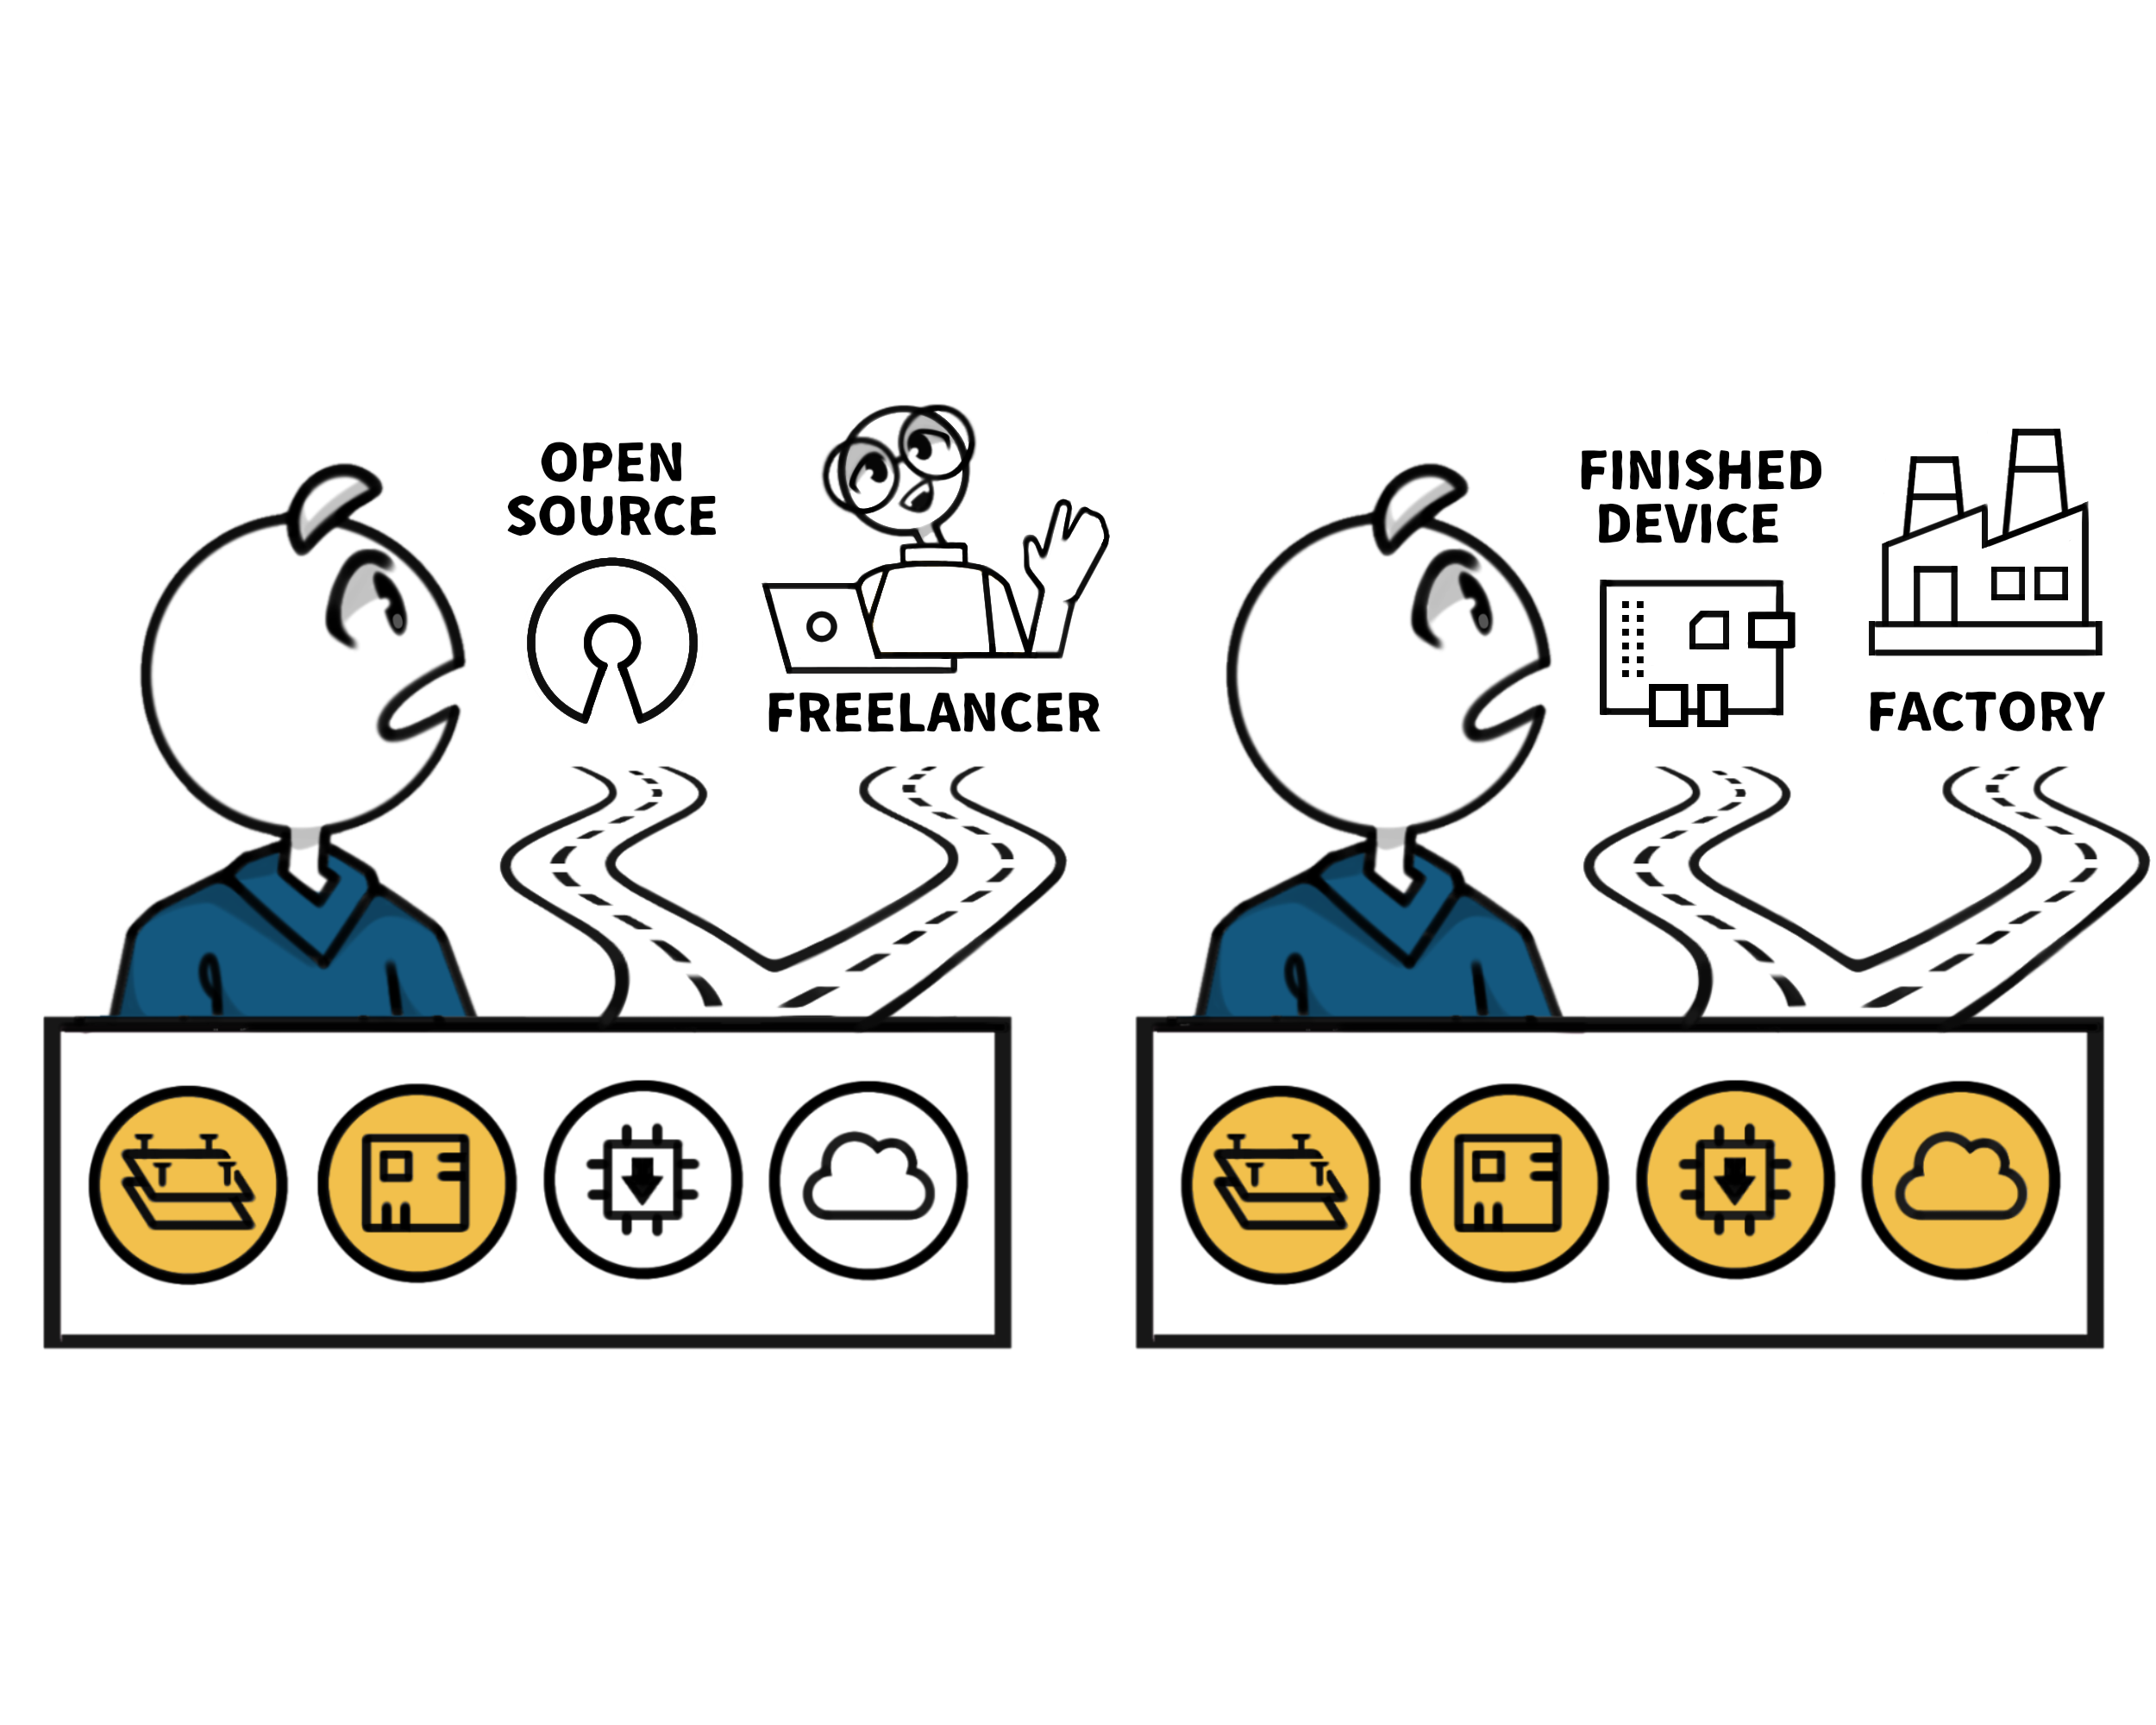 OPEN
SOURCE
FREELANCER
FINISHED
DEVICE
FACTORY